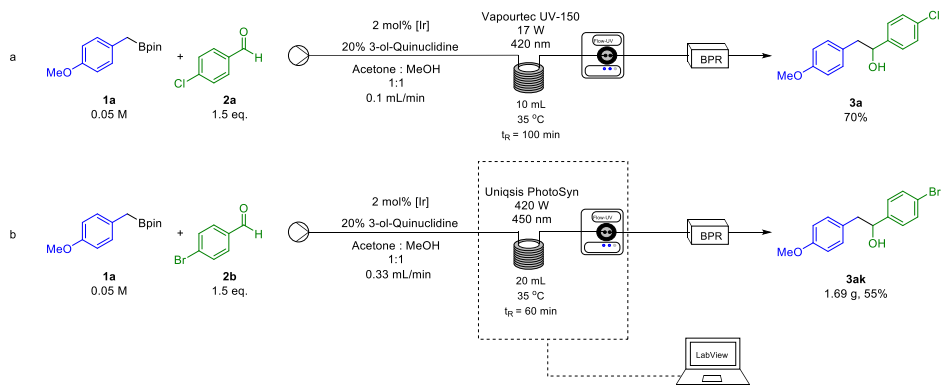 a
MeO
Bpin
1a
0.05 M
+
O
H
Cl
2a
1.5 eq.
2 mol% [Ir]
20% 3-ol-Quinuclidine
Acetone : MeOH
1:1
0.1 mL/min
Vapourtec UV-150
17 W
420 nm
10 mL
35 °C
tR = 100 min
Flow-UV
BPR
MeO
OH
Cl
3a
70%
b
MeO
Bpin
1a
0.05 M
+
O
H
Br
2b
1.5 eq.
2 mol% [Ir]
20% 3-ol-Quinuclidine
Acetone : MeOH
1:1
0.33 mL/min
Uniqsis PhotoSyn
420 W
450 nm
20 mL
35 °C
tR = 60 min
Flow-UV
BPR
MeO
OH
Br
3ak
1.69 g, 55%
LabView